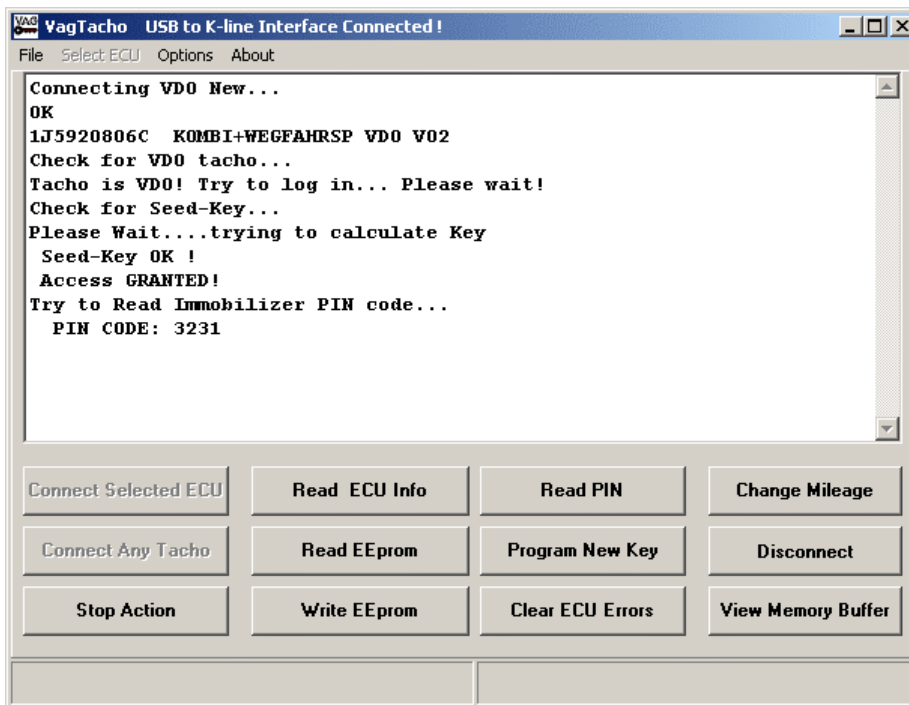 VAG VagTacho USB to K-line Interface Connected !
File Select ECU Options About
Connecting VDO New...
OK
1J5920806C KOMBI+WEGFAHRSP VDO V02
Check for VDO tacho...
Tacho is VDO! Try to log in... Please wait!
Check for Seed-Key...
Please Wait....trying to calculate Key
Seed-Key OK !
Access GRANTED!
Try to Read Immobilizer PIN code...
PIN CODE: 3231
Connect Selected ECU Read ECU Info Read PIN Change Mileage
Connect Any Tacho Read EEprom Program New Key Disconnect
Stop Action Write EEprom Clear ECU Errors View Memory Buffer